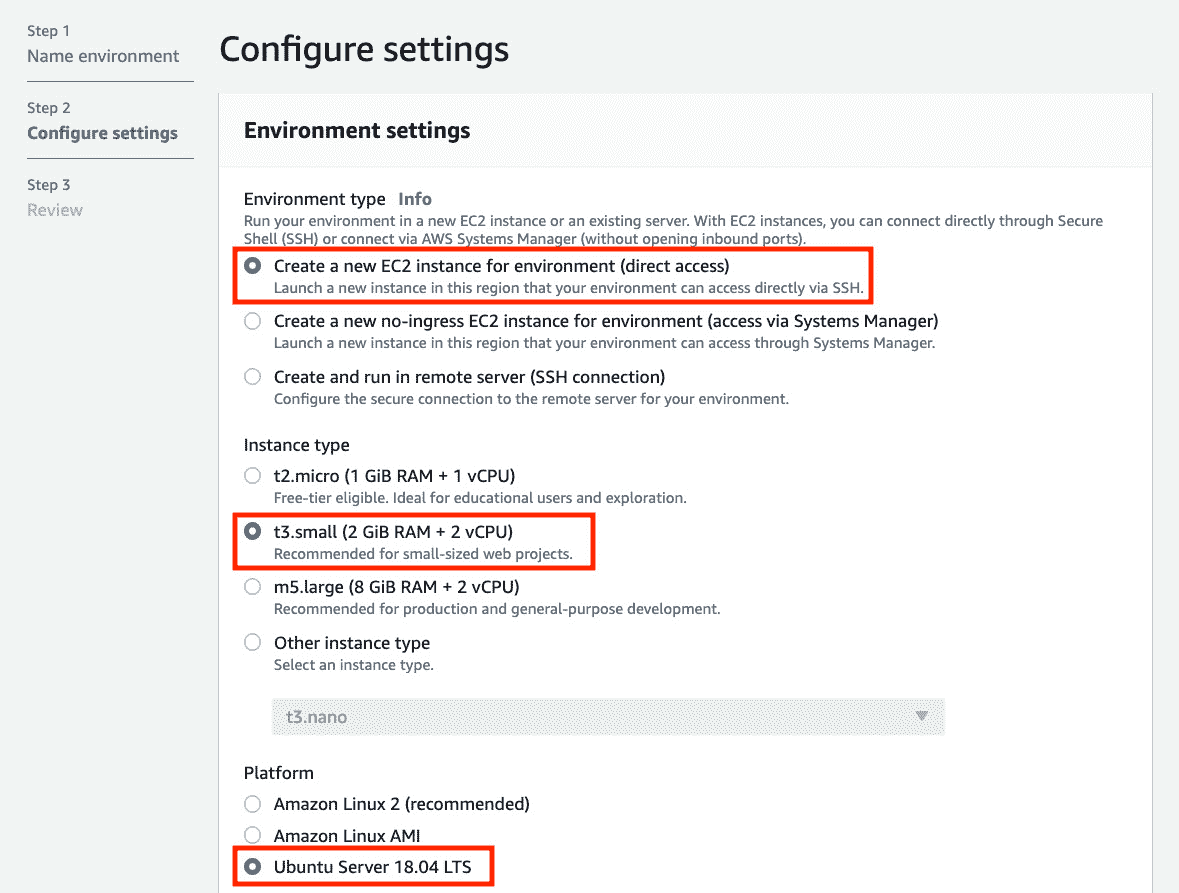 Step 1
Name environment
Step 2
Configure settings
Step 3
Review
Configure settings
Environment settings
Environment type Info
Run your environment in a new EC2 instance or an existing server. With EC2 instances, you can connect directly through Secure
Shell (SSH) or connect via AWS Systems Manager (without opening inbound ports).
Create a new EC2 instance for environment (direct access)
Launch a new instance in this region that your environment can access directly via SSH.
Create a new no-ingress EC2 instance for environment (access via Systems Manager)
Launch a new instance in this region that your environment can access through Systems Manager.
Create and run in remote server (SSH connection)
Configure the secure connection to the remote server for your environment.
Instance type
t2.micro (1 GiB RAM + 1 vCPU)
Free-tier eligible. Ideal for educational users and exploration.
t3.small (2 GiB RAM + 2 vCPU)
Recommended for small-sized web projects.
m5.large (8 GiB RAM + 2 vCPU)
Recommended for production and general-purpose development.
Other instance type
Select an instance type.
t3.nano
Platform
Amazon Linux 2 (recommended)
Amazon Linux AMI
Ubuntu Server 18.04 LTS